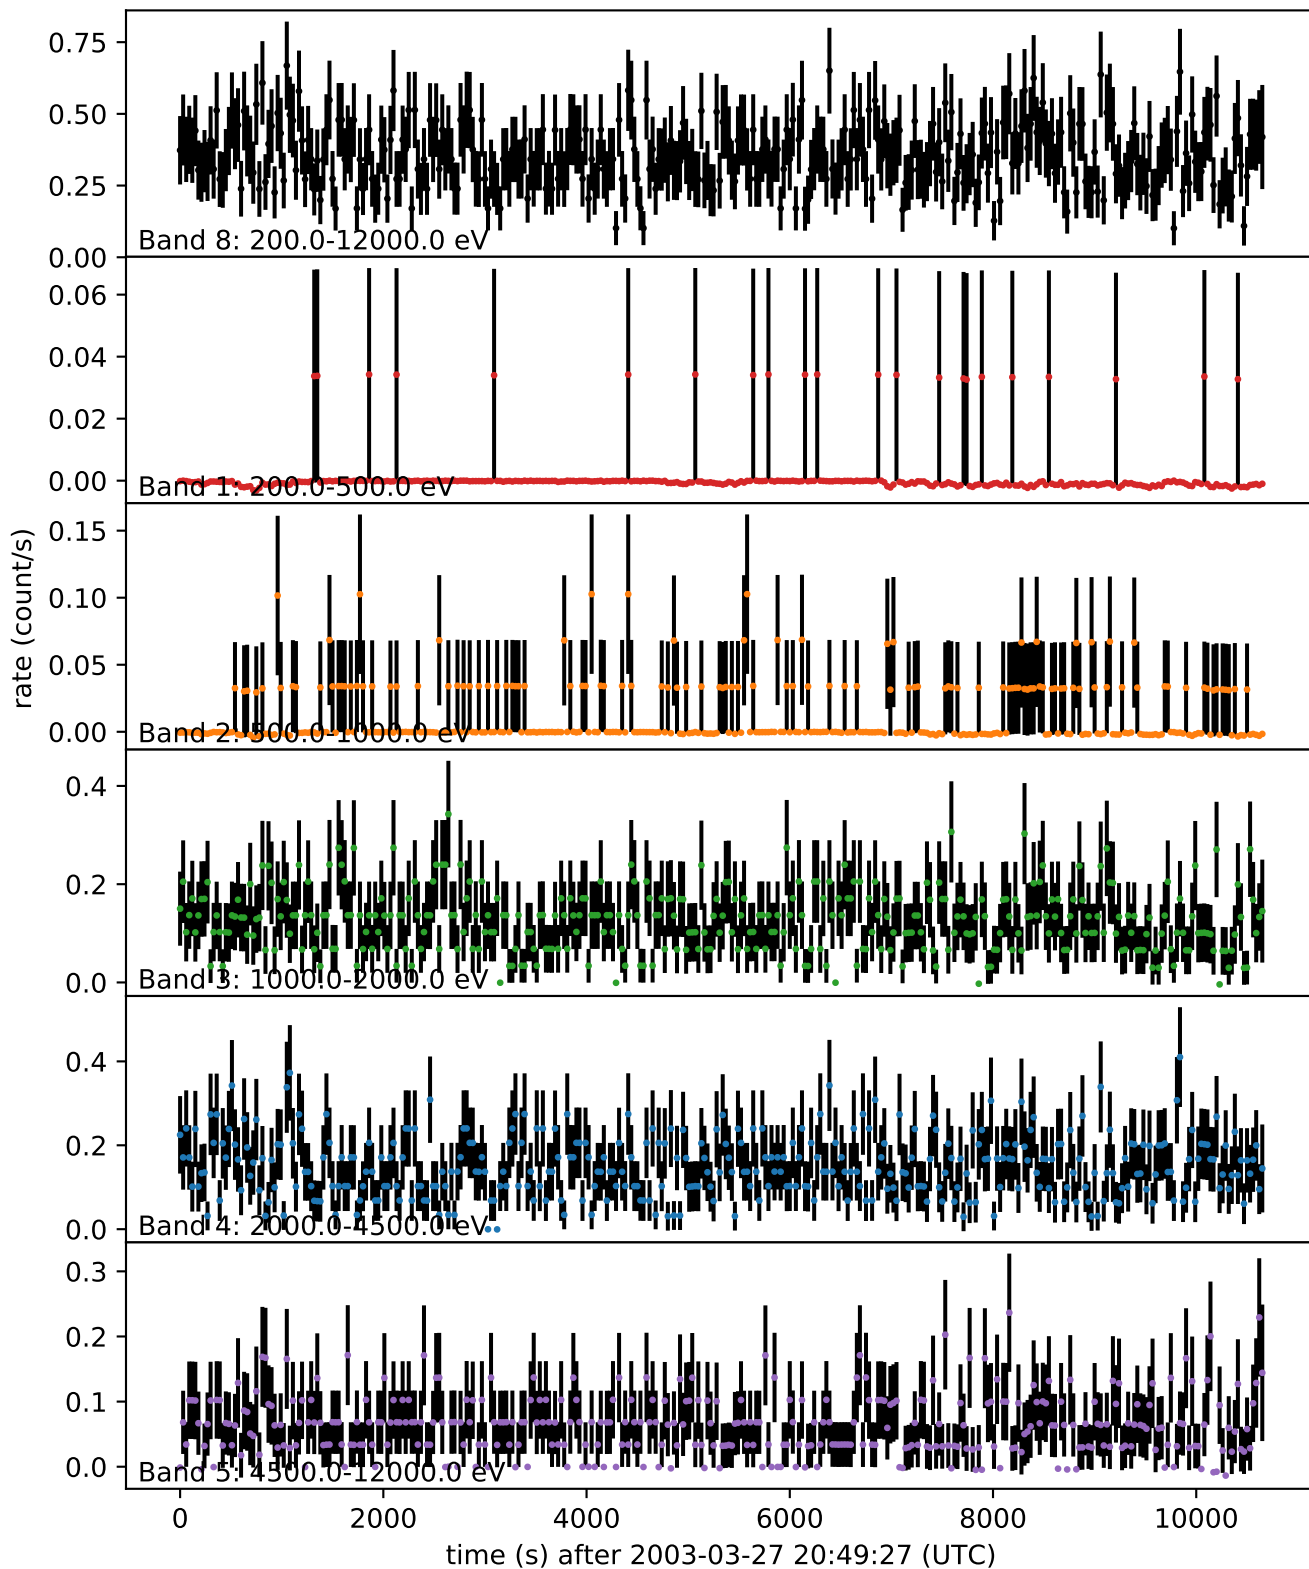 0.75
0.50
0.25
0.00
Band 8: 200.0-12000.0 eV
0.06
0.04
0.02
0.00
Band 1: 200.0-500.0 eV
0.15
0.10
0.05
0.00
Band 2: 500.0-1000.0 eV
rate (count/s)
0.4
0.2
0.0
Band 3: 1000.0-2000.0 eV
0.4
0.2
0.0
Band 4: 2000.0-4500.0 eV
0.3
0.2
0.1
0.0
Band 5: 4500.0-12000.0 eV
0 2000 4000 6000 8000 10000
time (s) after 2003-03-27 20:49:27 (UTC)